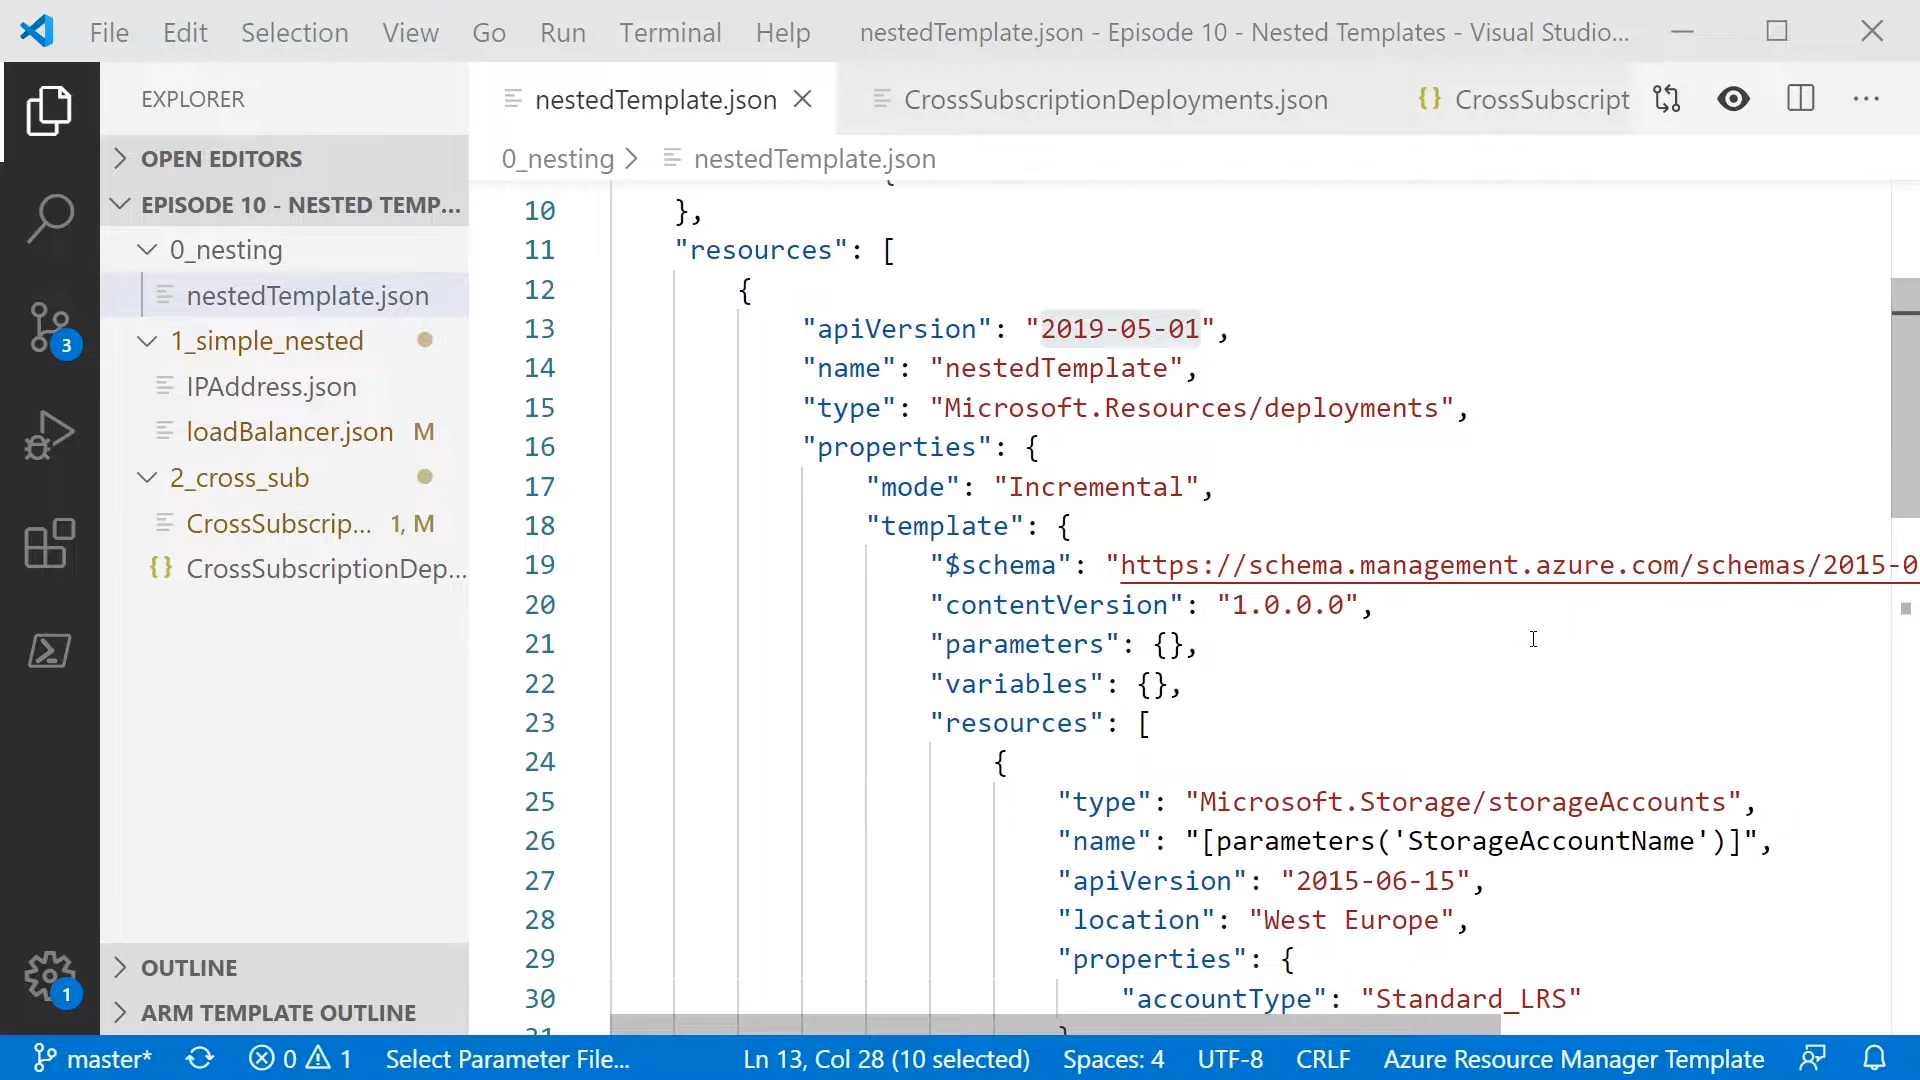 File Edit Selection View Go Run Terminal Help nestedTemplate.json - Episode 10 - Nested Templates - Visual Studio...
EXPLORER
OPEN EDITORS
EPISODE 10 - NESTED TEMP...
0_nesting
nestedTemplate.json
1_simple_nested
IPAddress.json
loadBalancer.json M
2_cross_sub
CrossSubscrip... 1, M
{} CrossSubscriptionDep...
OUTLINE
ARM TEMPLATE OUTLINE
3
1
nestedTemplate.json CrossSubscriptionDeployments.json {} CrossSubscript
0_nesting > nestedTemplate.json
10 },
11 "resources": [
12 {
13 "apiVersion": "2019-05-01",
14 "name": "nestedTemplate",
15 "type": "Microsoft.Resources/deployments",
16 "properties": {
17 "mode": "Incremental",
18 "template": {
19 "$schema": "https://schema.management.azure.com/schemas/2015-0
20 "contentVersion": "1.0.0.0",
21 "parameters": {},
22 "variables": {},
23 "resources": [
24 {
25 "type": "Microsoft.Storage/storageAccounts",
26 "name": "[parameters('StorageAccountName')]",
27 "apiVersion": "2015-06-15",
28 "location": "West Europe",
29 "properties": {
30 "accountType": "Standard_LRS"
master* 0 1 Select Parameter File... Ln 13, Col 28 (10 selected) Spaces: 4 UTF-8 CRLF Azure Resource Manager Template